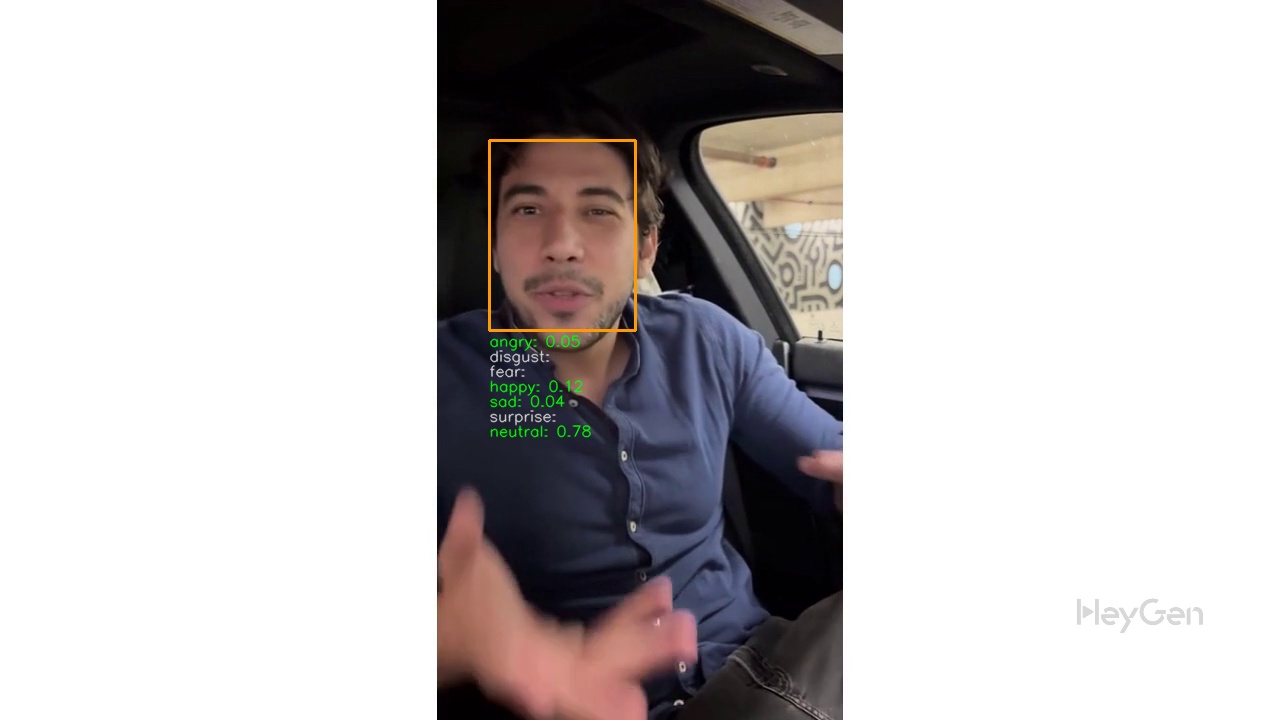 angry: 0.05
disgust:
fear:
happy: 0.12
sad: 0.04
surprise:
neutral: 0.78
HeyGen